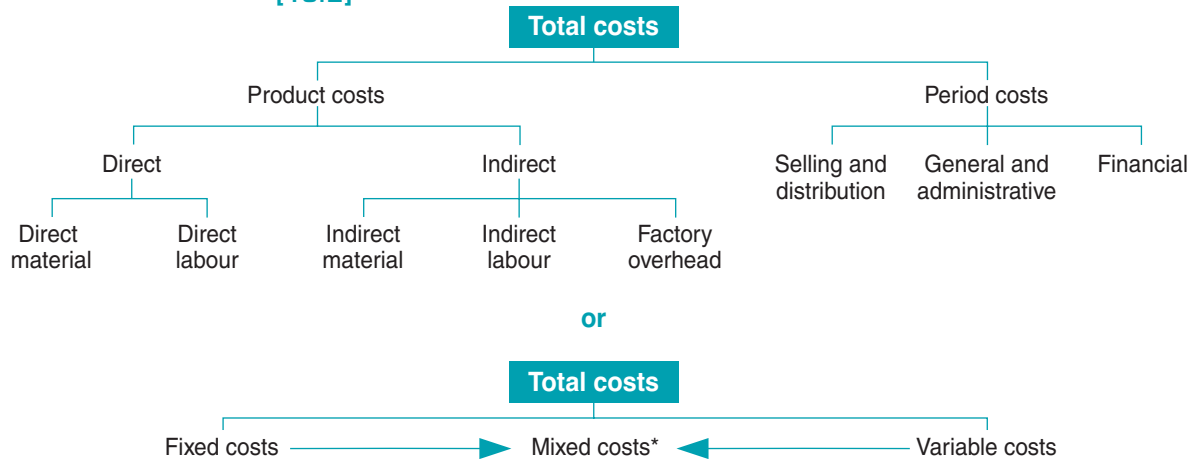 Total costs
Product costs
Period costs
Direct
Indirect
Selling and
distribution
General and
administrative
Financial
Direct
material
Direct
labour
Indirect
material
Indirect
labour
Factory
overhead
or
Total costs
Fixed costs
Mixed costs*
Variable costs